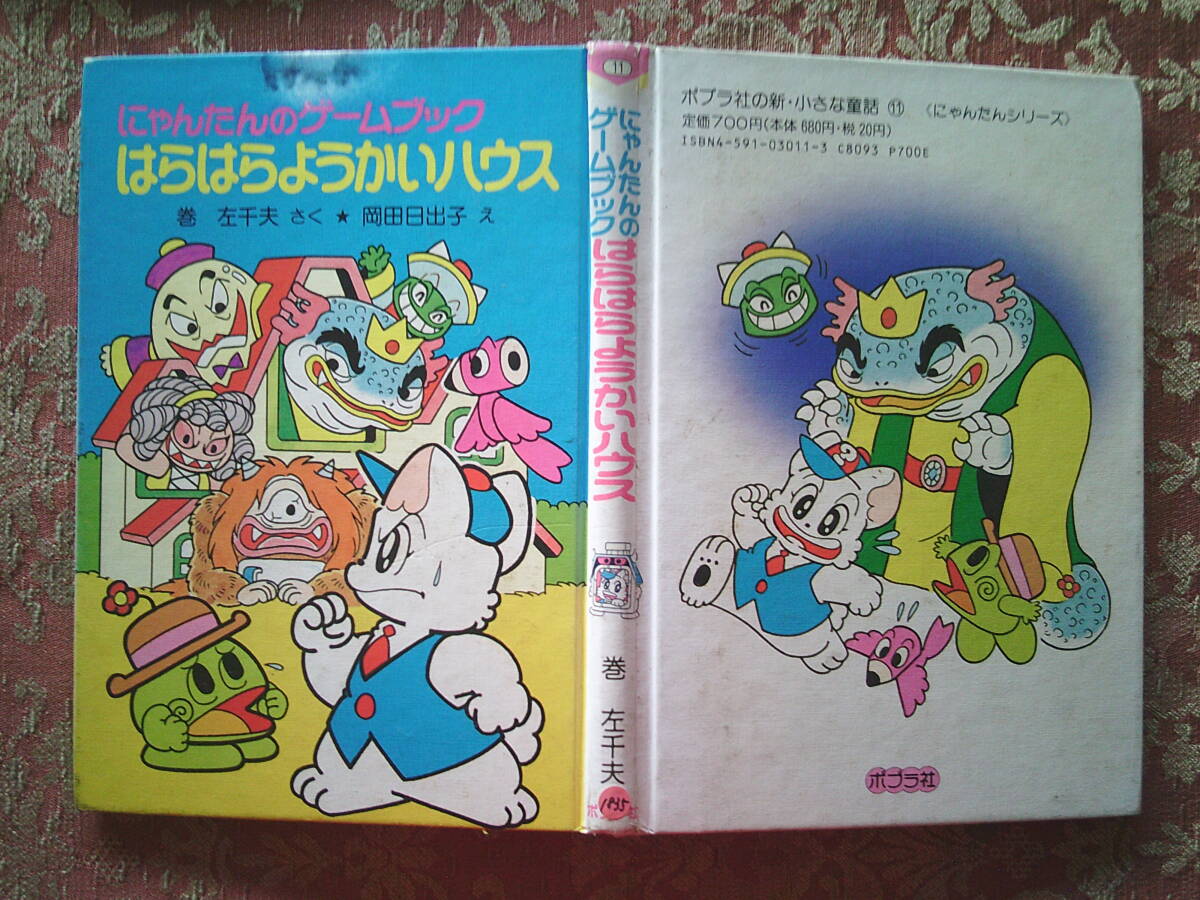 にゃんたんのゲームブック
はらはらようかいハウス
巻 左千夫 さく ★ 岡田日出子 え
11
にゃんたんの
ゲームブック
はらはらようかいハウス
巻 左千夫
1835
ポプラ社の新・小さな童話 ⑪ 〈にゃんたんシリーズ〉
定価700円(本体 680円・税 20円)
ISBN4-591-03011-3 C8093 P700E
ポプラ社